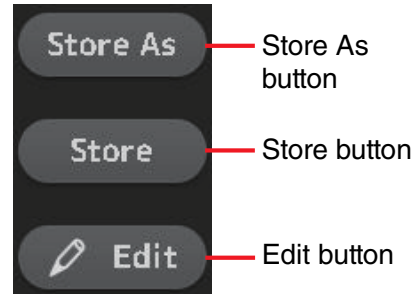 Store As
Store As
button
Store
Store button
Edit
Edit button